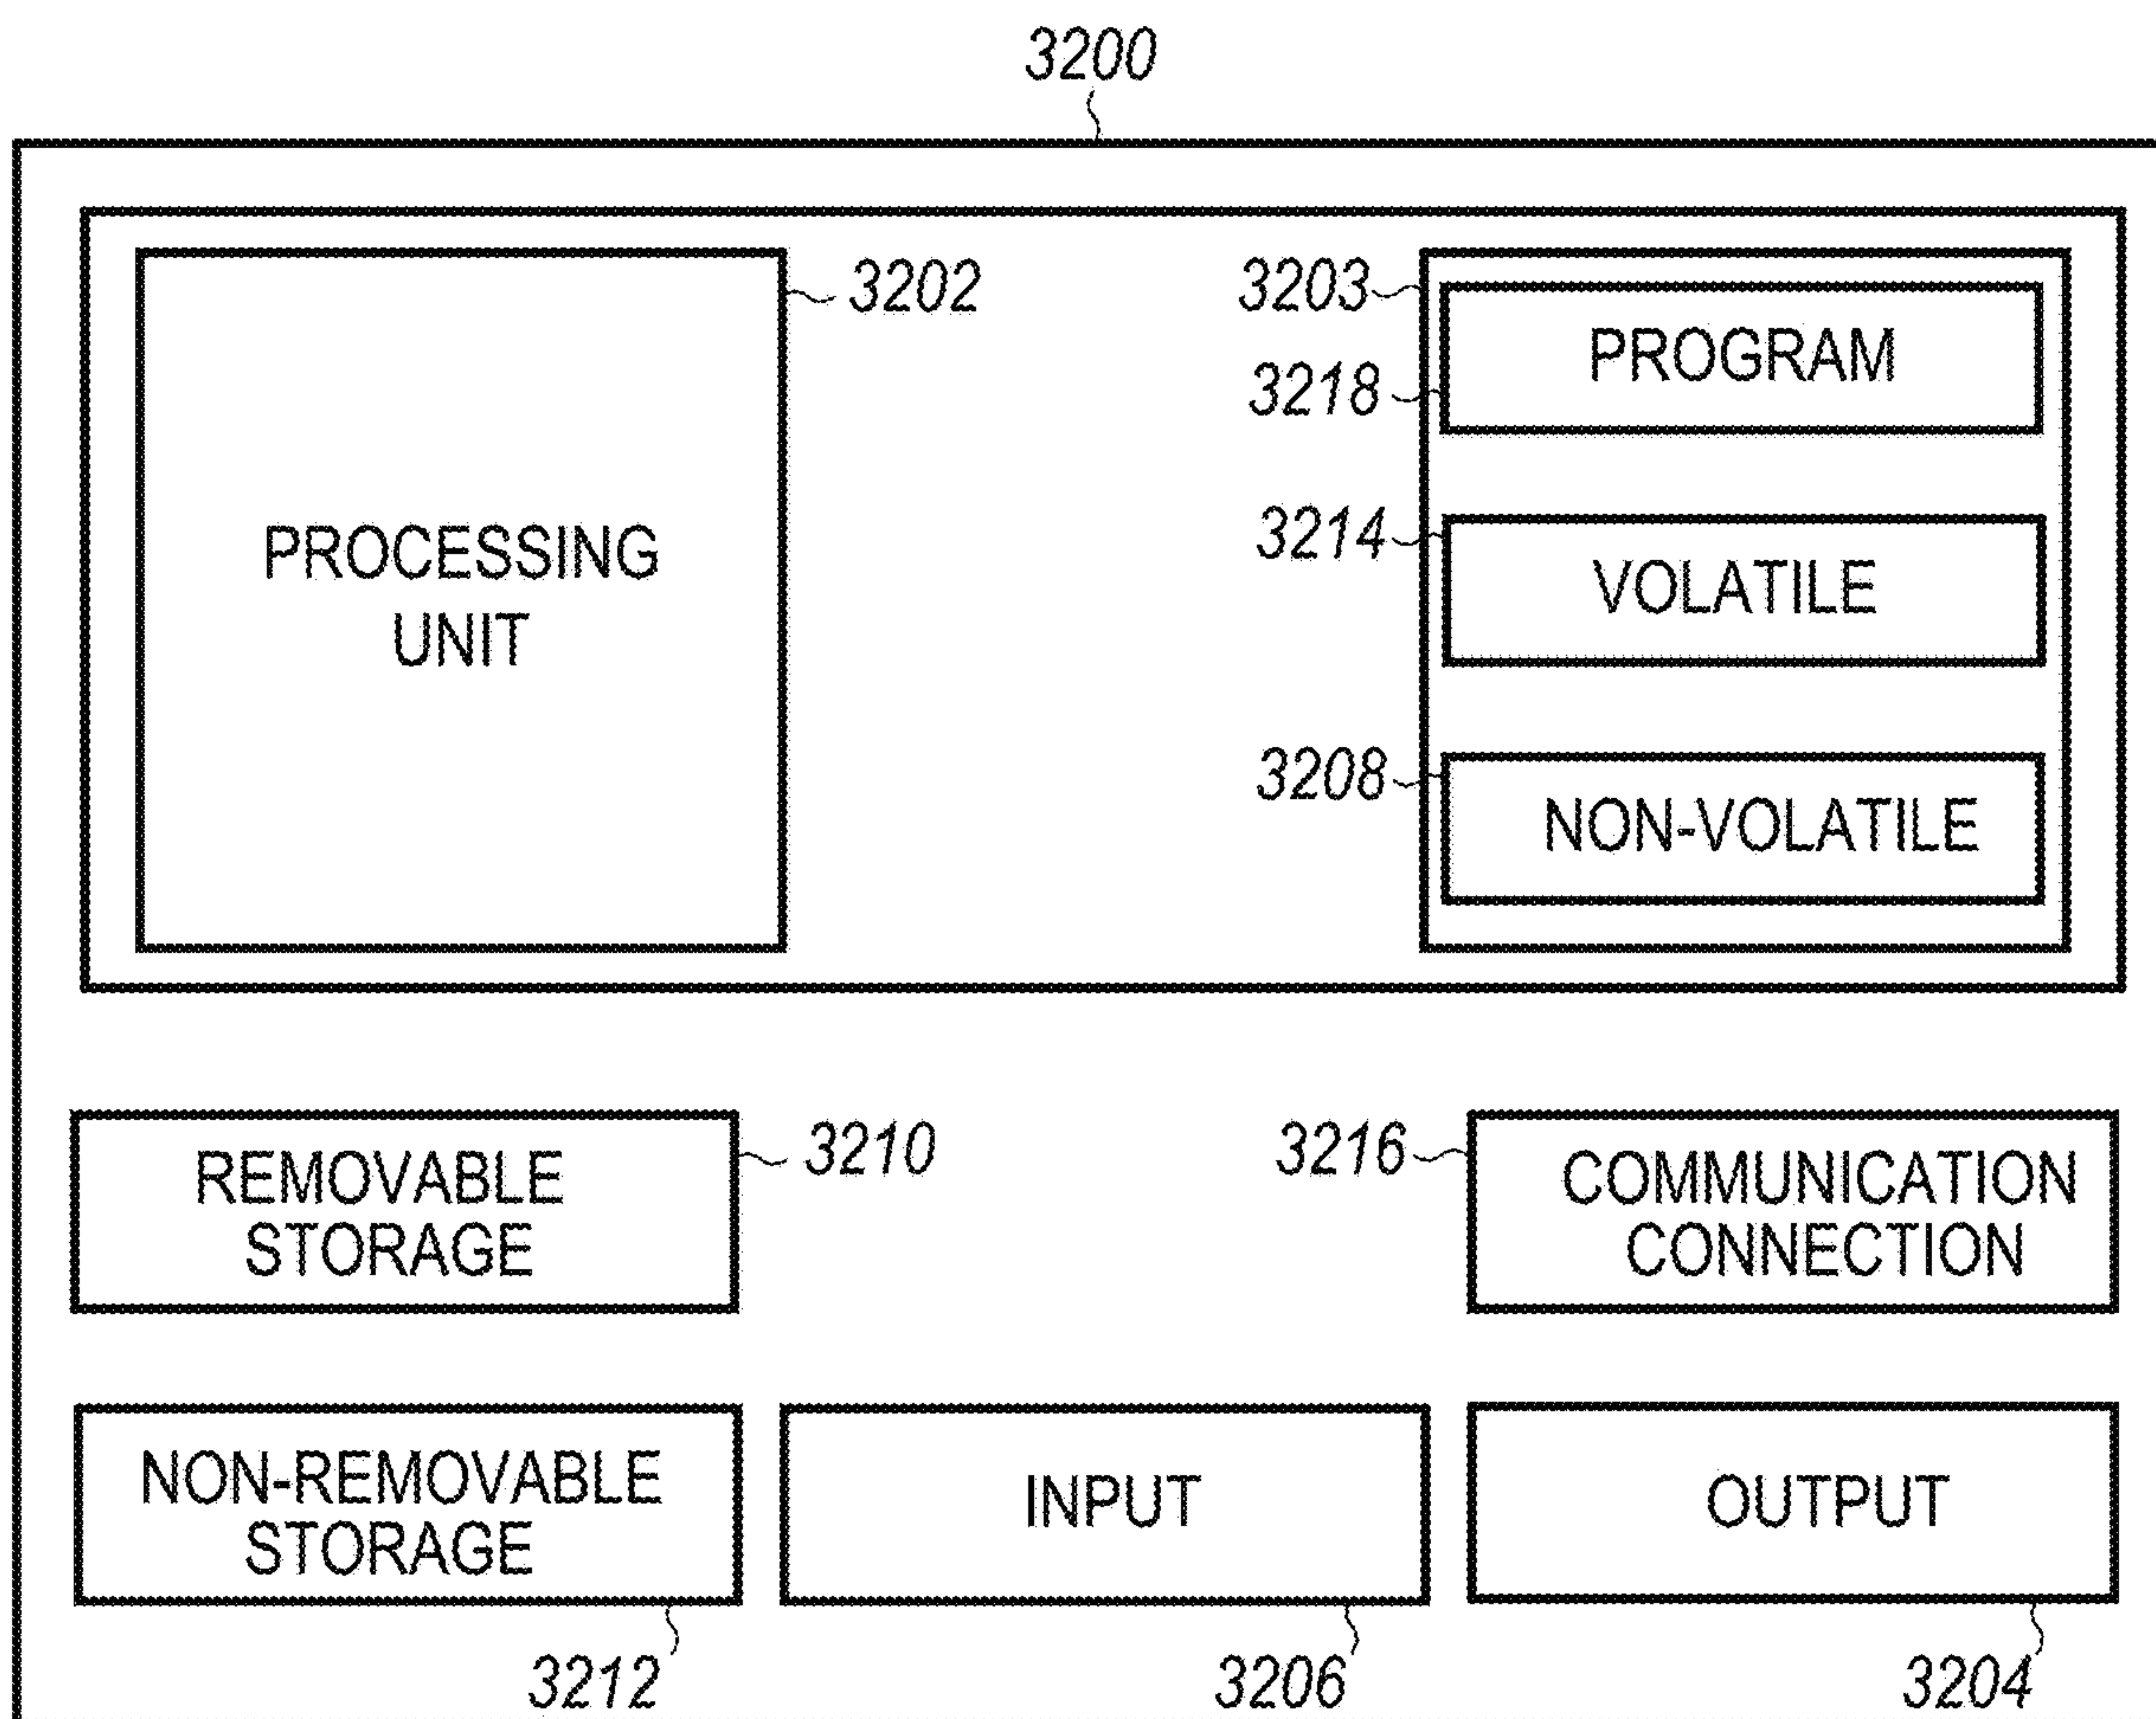 3200
3202
3203
PROGRAM
3218
3214
VOLATILE
PROCESSING
UNIT
3208
NON-VOLATILE
REMOVABLE
STORAGE
3210
3216
COMMUNICATION
CONNECTION
NON-REMOVABLE
STORAGE
INPUT
OUTPUT
3212
3206
3204